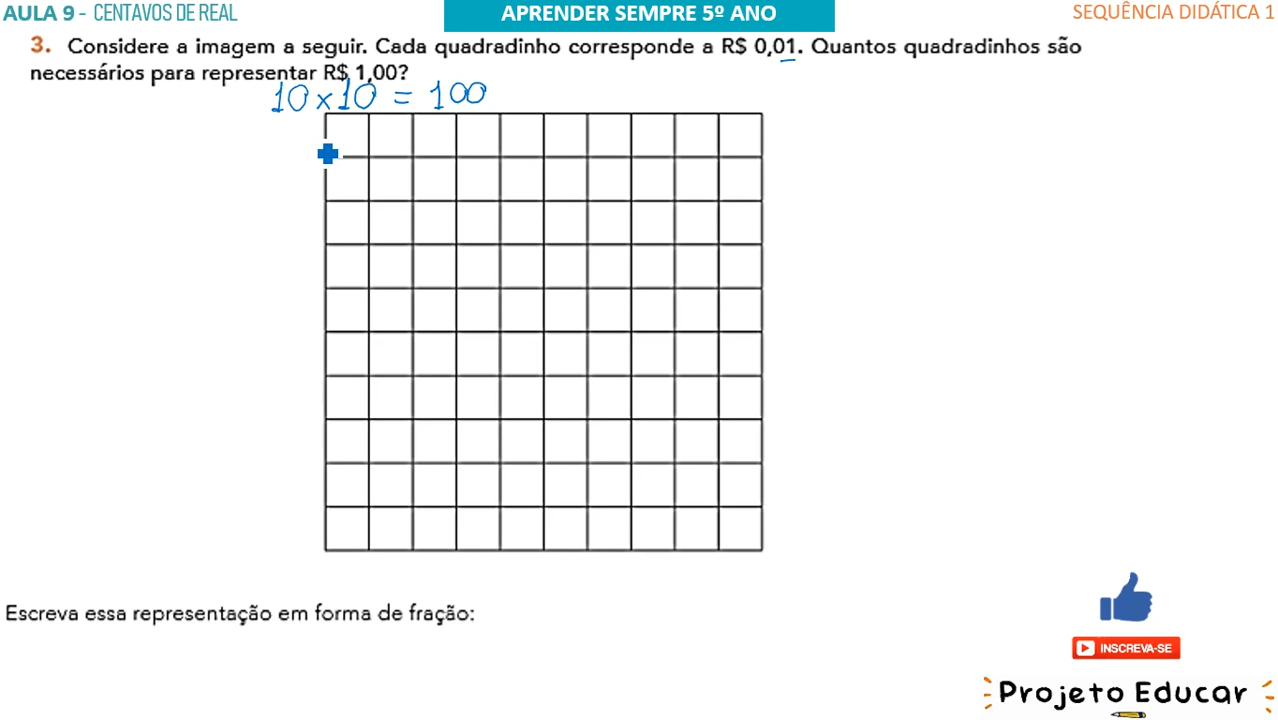 AULA 9 - CENTAVOS DE REAL
APRENDER SEMPRE 5º ANO
SEQUÊNCIA DIDÁTICA 1
3. Considere a imagem a seguir. Cada quadradinho corresponde a R$ 0,01. Quantos quadradinhos são
necessários para representar R$ 1,00?
10 x 10 = 100
Escreva essa representação em forma de fração:
INSCREVA-SE
Projeto Educar